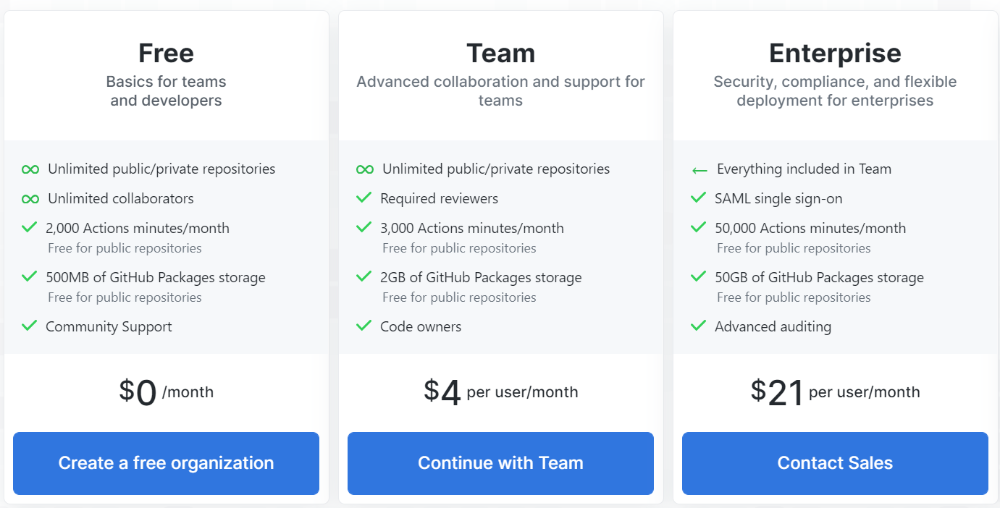 Free
Basics for teams
and developers
∞ Unlimited public/private repositories
∞ Unlimited collaborators
✓ 2,000 Actions minutes/month
Free for public repositories
✓ 500MB of GitHub Packages storage
Free for public repositories
✓ Community Support
$0 /month
Create a free organization
Team
Advanced collaboration and support for
teams
∞ Unlimited public/private repositories
✓ Required reviewers
✓ 3,000 Actions minutes/month
Free for public repositories
✓ 2GB of GitHub Packages storage
Free for public repositories
✓ Code owners
$4 per user/month
Continue with Team
Enterprise
Security, compliance, and flexible
deployment for enterprises
← Everything included in Team
✓ SAML single sign-on
✓ 50,000 Actions minutes/month
Free for public repositories
✓ 50GB of GitHub Packages storage
Free for public repositories
✓ Advanced auditing
$21 per user/month
Contact Sales